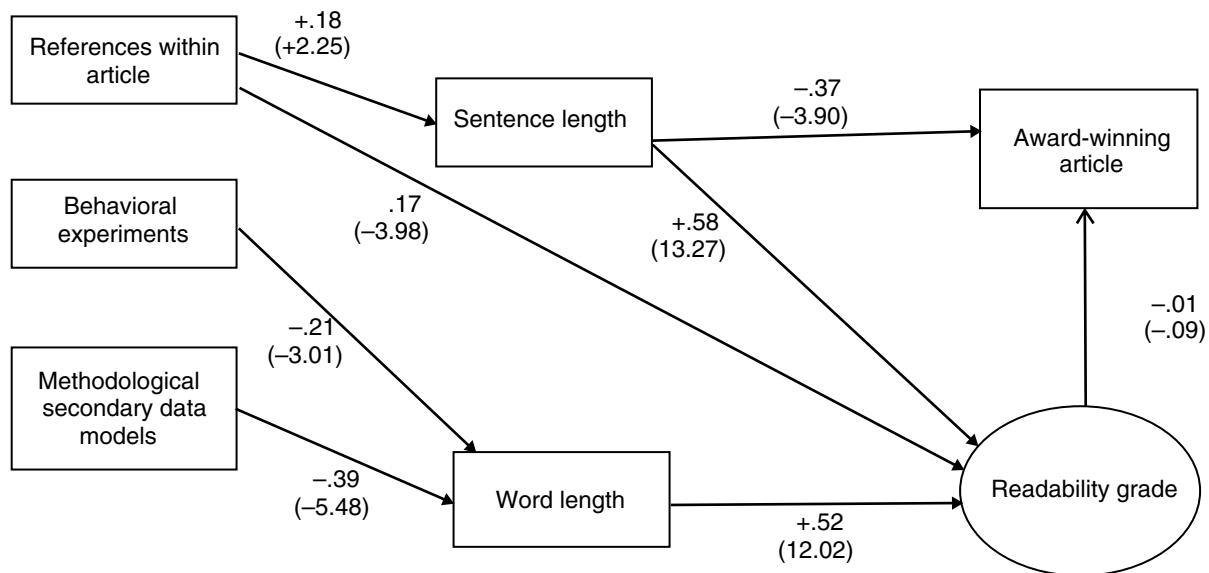 +.18
(+2.25)
References within
article
Sentence length
–.37
(–3.90)
Award-winning
article
Behavioral
experiments
.17
(–3.98)
+.58
(13.27)
–.01
(–.09)
–.21
(–3.01)
Methodological
secondary data
models
–.39
(–5.48)
Word length
+.52
(12.02)
Readability grade